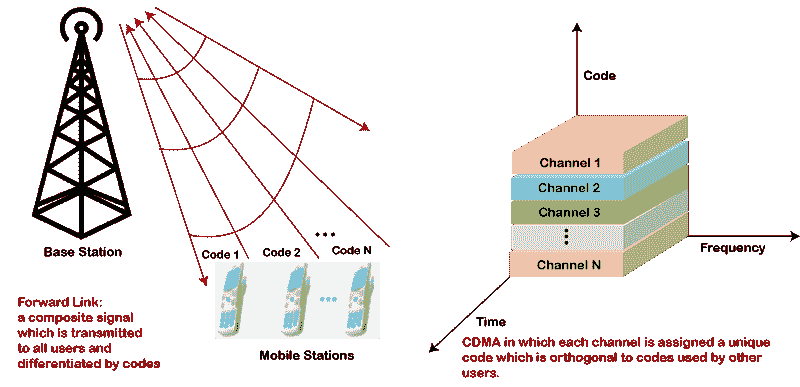 Base Station
Forward Link:
a composite signal
which is transmitted
to all users and
differentiated by codes
Code 1 Code 2 ••• Code N
•••
Mobile Stations
Code
Channel 1
Channel 2
Channel 3
Channel N
Frequency
Time
CDMA in which each channel is assigned a unique
code which is orthogonal to codes used by other
users.